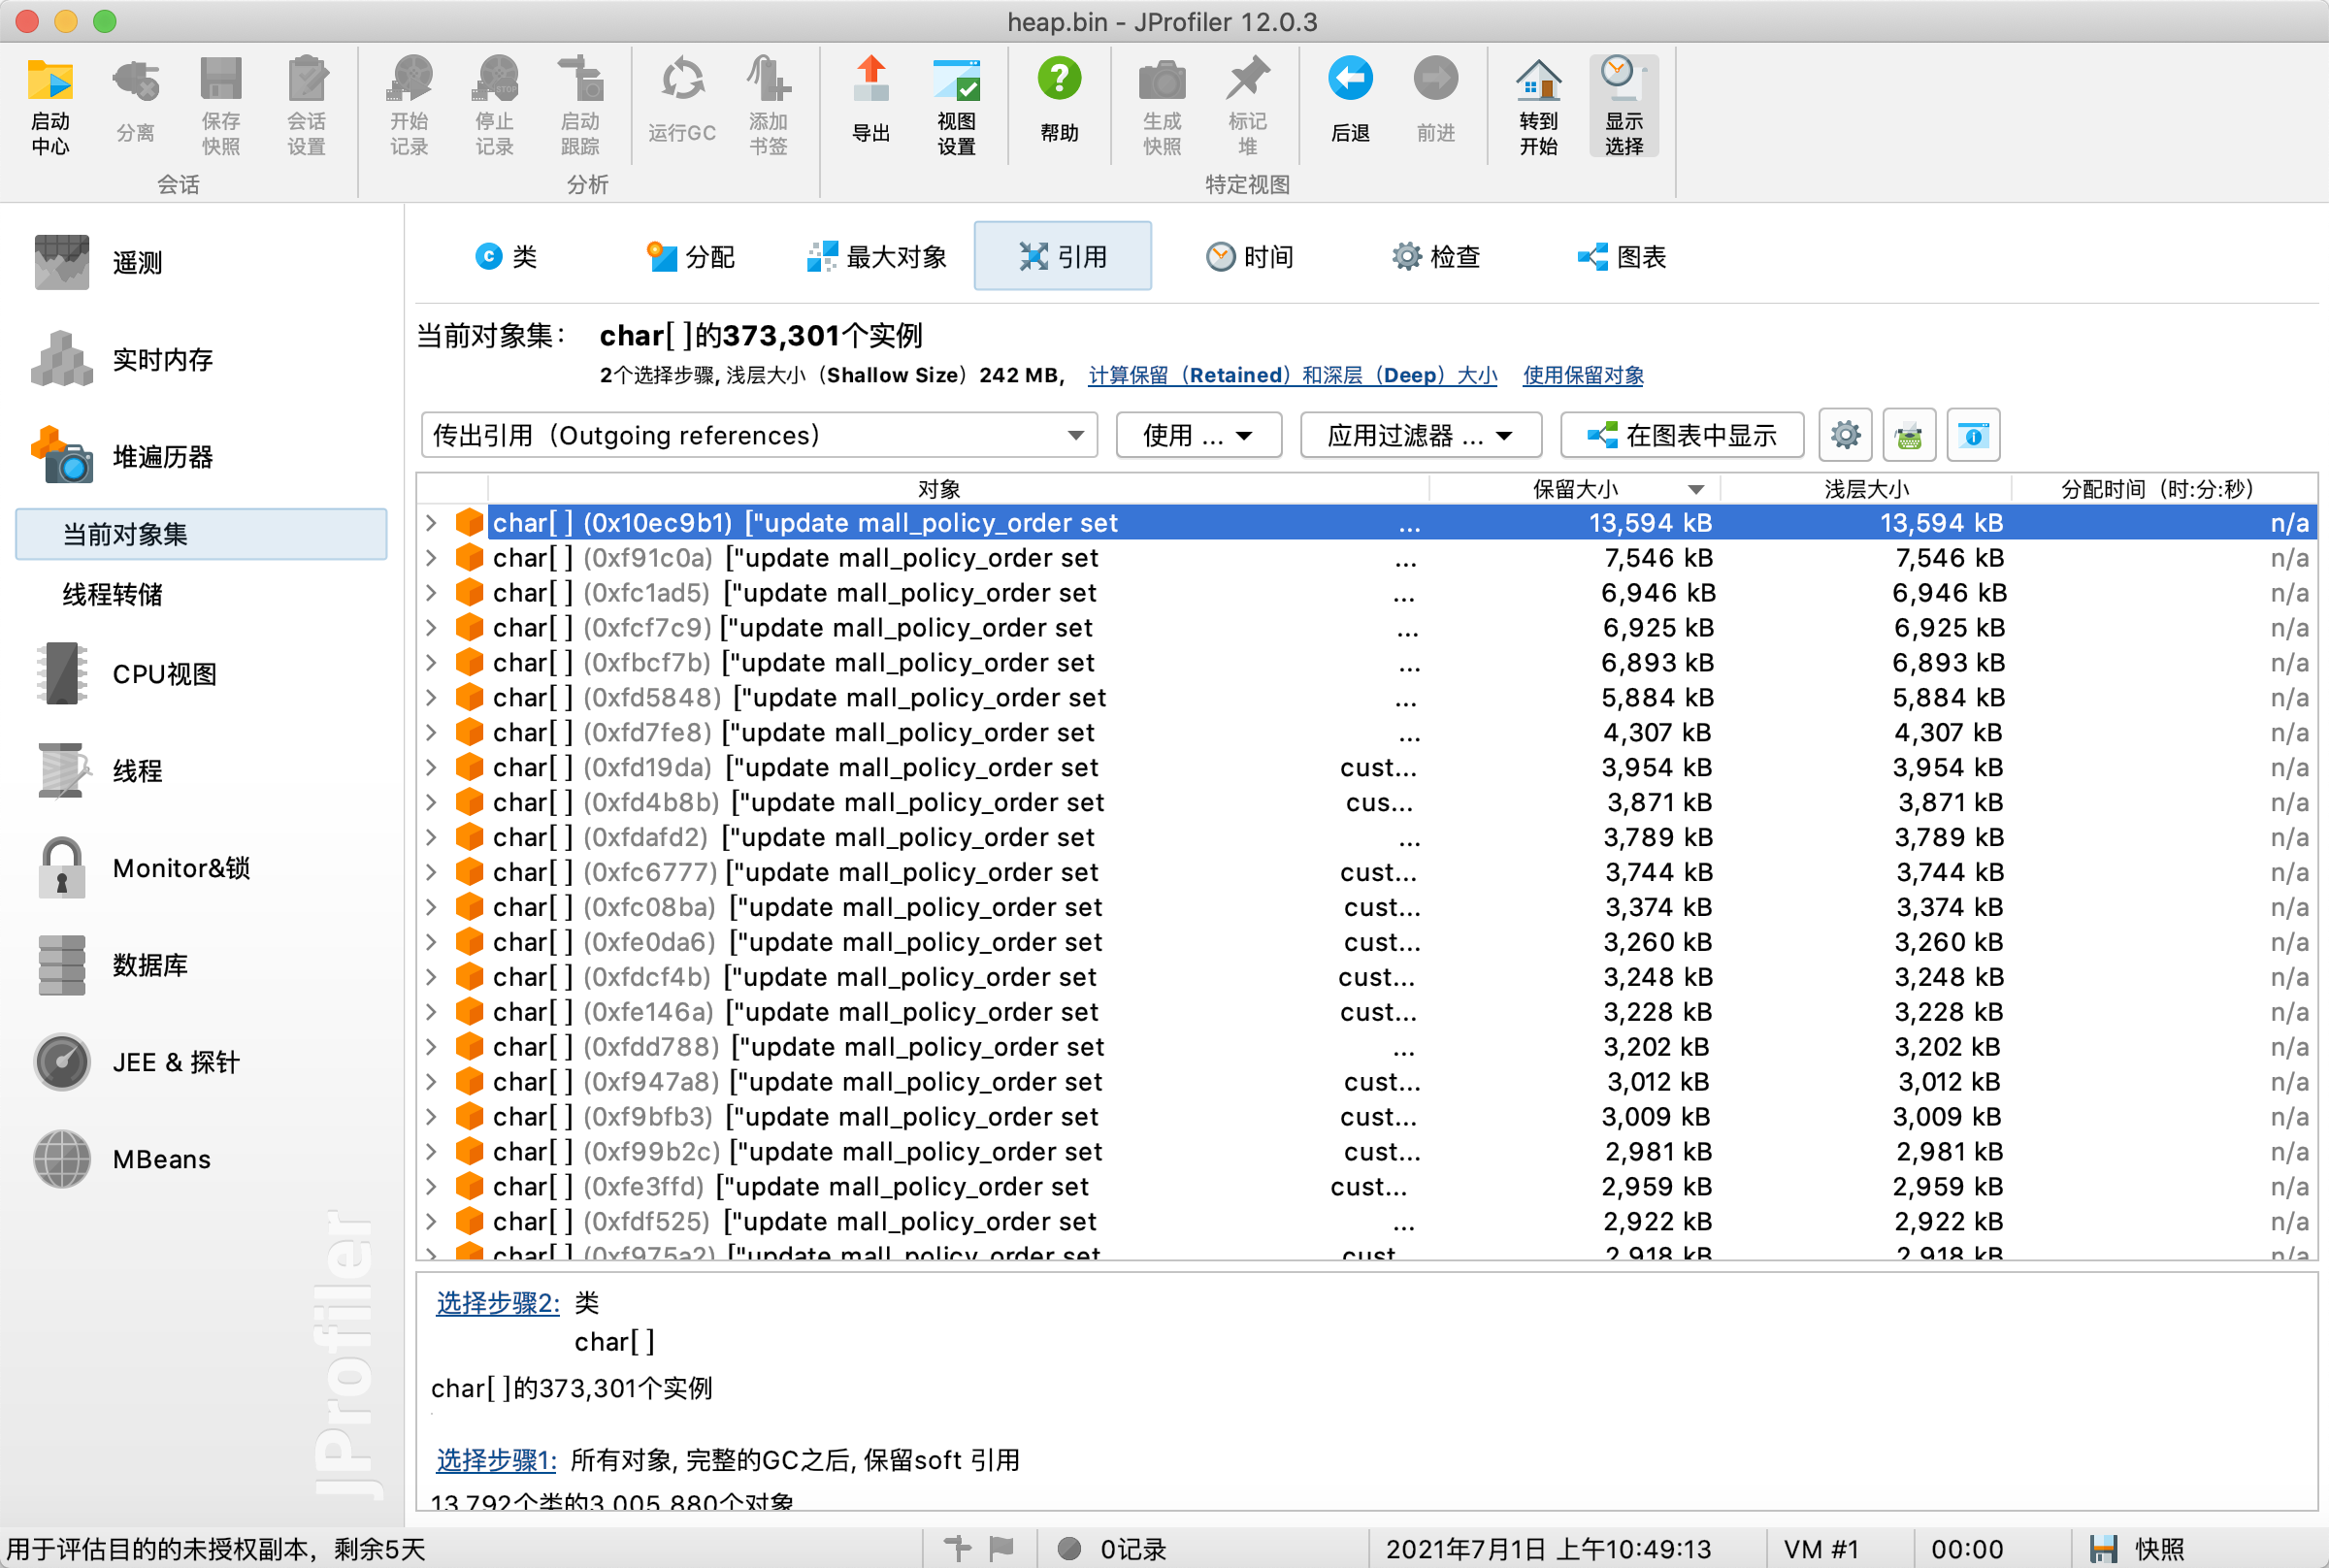 heap.bin - JProfiler 12.0.3
启动中心 分离 保存快照 会话设置 开始记录 停止记录 启动跟踪 运行GC 添加书签 导出 视图设置 帮助 生成快照 标记堆 后退 前进 转到开始 显示选择
会话 分析 特定视图
遥测
实时内存
堆遍历器
当前对象集
线程转储
CPU视图
线程
Monitor&锁
数据库
JEE & 探针
MBeans
JProfiler
类 分配 最大对象 引用 时间 检查 图表
当前对象集： char[ ]的373,301个实例
2个选择步骤, 浅层大小（Shallow Size）242 MB, 计算保留（Retained）和深层（Deep）大小 使用保留对象
传出引用（Outgoing references） 使用 ... 应用过滤器 ... 在图表中显示
对象 保留大小 浅层大小 分配时间（时:分:秒）
char[ ] (0x10ec9b1) ["update mall_policy_order set ... 13,594 kB 13,594 kB n/a
char[ ] (0xf91c0a) ["update mall_policy_order set ... 7,546 kB 7,546 kB n/a
char[ ] (0xfc1ad5) ["update mall_policy_order set ... 6,946 kB 6,946 kB n/a
char[ ] (0xfcf7c9) ["update mall_policy_order set ... 6,925 kB 6,925 kB n/a
char[ ] (0xfbcf7b) ["update mall_policy_order set ... 6,893 kB 6,893 kB n/a
char[ ] (0xfd5848) ["update mall_policy_order set ... 5,884 kB 5,884 kB n/a
char[ ] (0xfd7fe8) ["update mall_policy_order set ... 4,307 kB 4,307 kB n/a
char[ ] (0xfd19da) ["update mall_policy_order set cust... 3,954 kB 3,954 kB n/a
char[ ] (0xfd4b8b) ["update mall_policy_order set cus... 3,871 kB 3,871 kB n/a
char[ ] (0xfdafd2) ["update mall_policy_order set ... 3,789 kB 3,789 kB n/a
char[ ] (0xfc6777) ["update mall_policy_order set cust... 3,744 kB 3,744 kB n/a
char[ ] (0xfc08ba) ["update mall_policy_order set cust... 3,374 kB 3,374 kB n/a
char[ ] (0xfe0da6) ["update mall_policy_order set cust... 3,260 kB 3,260 kB n/a
char[ ] (0xfdcf4b) ["update mall_policy_order set cust... 3,248 kB 3,248 kB n/a
char[ ] (0xfe146a) ["update mall_policy_order set cust... 3,228 kB 3,228 kB n/a
char[ ] (0xfdd788) ["update mall_policy_order set ... 3,202 kB 3,202 kB n/a
char[ ] (0xf947a8) ["update mall_policy_order set cust... 3,012 kB 3,012 kB n/a
char[ ] (0xf9bfb3) ["update mall_policy_order set cust... 3,009 kB 3,009 kB n/a
char[ ] (0xf99b2c) ["update mall_policy_order set cust... 2,981 kB 2,981 kB n/a
char[ ] (0xfe3ffd) ["update mall_policy_order set cust... 2,959 kB 2,959 kB n/a
char[ ] (0xfdf525) ["update mall_policy_order set ... 2,922 kB 2,922 kB n/a
char[ ] (0xf975a2) ["update mall_policy_order set cust... 2,918 kB 2,918 kB n/a
选择步骤2: 类
char[ ]
char[ ]的373,301个实例
选择步骤1: 所有对象, 完整的GC之后, 保留soft 引用
13,792个类的3,005,880个对象
用于评估目的的未授权副本，剩余5天 0记录 2021年7月1日 上午10:49:13 VM #1 00:00 快照